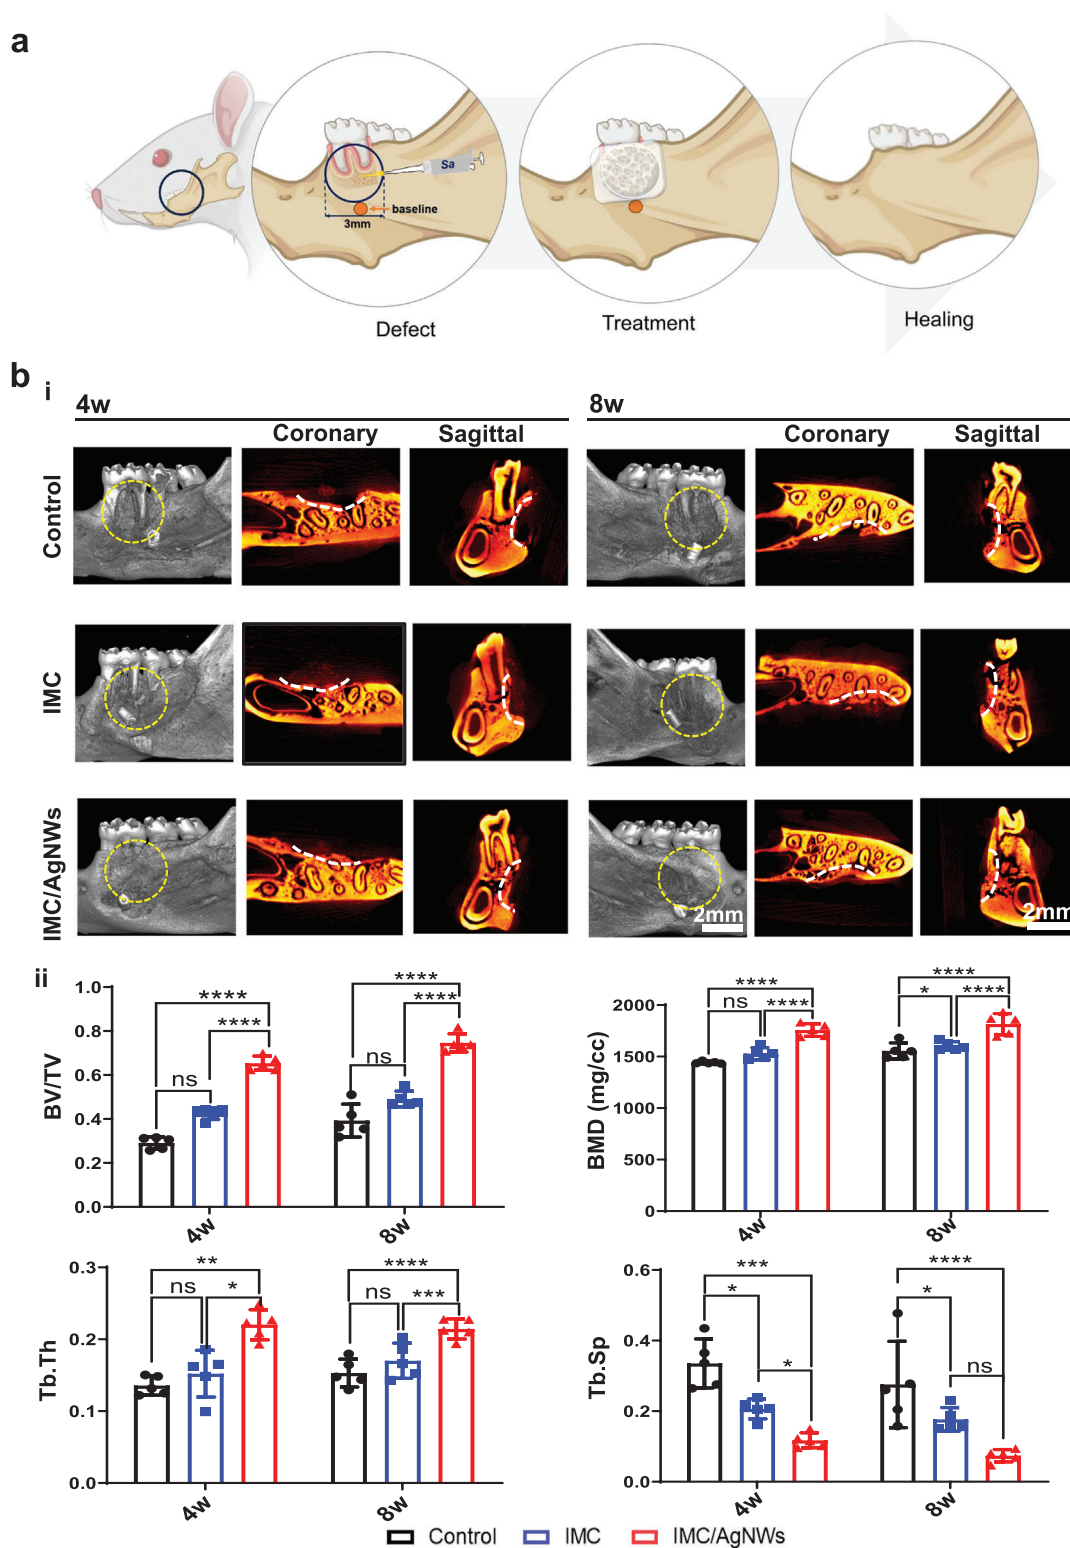 a
Sa
baseline
3mm
Defect
Treatment
Healing
b
i
4w
8w
Coronary
Sagittal
Coronary
Sagittal
Control
IMC
IMC/AgNWs
2mm
2mm
ii
BV/TV
1.0
0.8
0.6
0.4
0.2
0.0
****
****
ns
****
****
ns
4w
8w
BMD (mg/cc)
2000
1500
1000
500
0
****
ns
****
****
*
****
4w
8w
Tb.Th
0.3
0.2
0.1
0.0
**
ns
*
****
ns
***
4w
8w
Tb.Sp
0.6
0.4
0.2
0.0
***
*
*
****
*
ns
4w
8w
Control
IMC
IMC/AgNWs